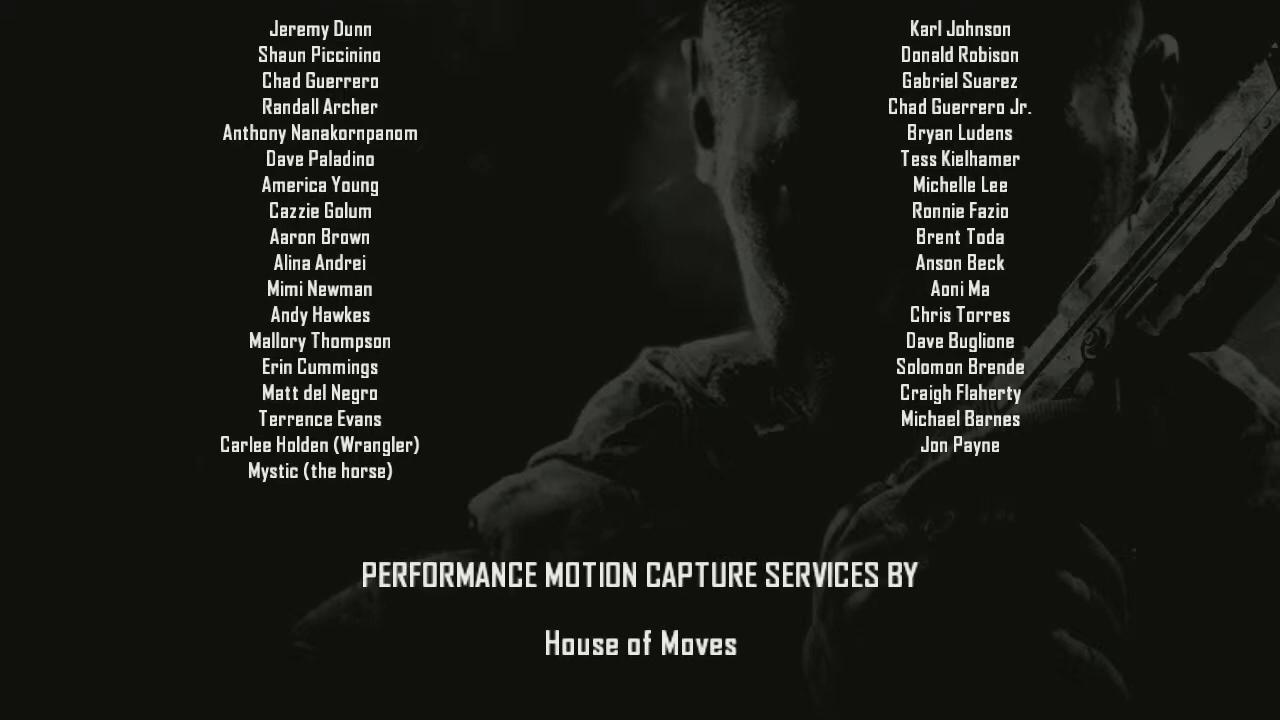 Jeremy Dunn
Shaun Piccinino
Chad Guerrero
Randall Archer
Anthony Nanakornpanom
Dave Paladino
America Young
Cazzie Golum
Aaron Brown
Alina Andrei
Mimi Newman
Andy Hawkes
Mallory Thompson
Erin Cummings
Matt del Negro
Terrence Evans
Carlee Holden (Wrangler)
Mystic (the horse)
Karl Johnson
Donald Robison
Gabriel Suarez
Chad Guerrero Jr.
Bryan Ludens
Tess Kielhamer
Michelle Lee
Ronnie Fazio
Brent Toda
Anson Beck
Aoni Ma
Chris Torres
Dave Buglione
Solomon Brende
Craigh Flaherty
Michael Barnes
Jon Payne
PERFORMANCE MOTION CAPTURE SERVICES BY
House of Moves